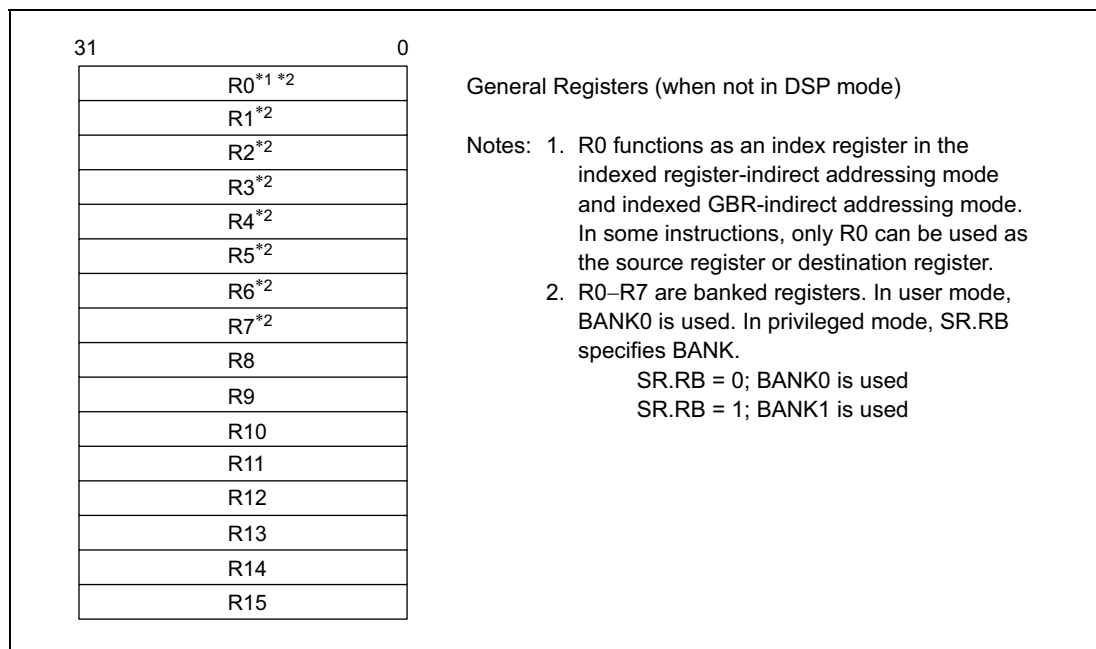 31 0
R0*1 *2
R1*2
R2*2
R3*2
R4*2
R5*2
R6*2
R7*2
R8
R9
R10
R11
R12
R13
R14
R15
General Registers (when not in DSP mode)
Notes: 1. R0 functions as an index register in the
indexed register-indirect addressing mode
and indexed GBR-indirect addressing mode.
In some instructions, only R0 can be used as
the source register or destination register.
2. R0–R7 are banked registers. In user mode,
BANK0 is used. In privileged mode, SR.RB
specifies BANK.
SR.RB = 0; BANK0 is used
SR.RB = 1; BANK1 is used